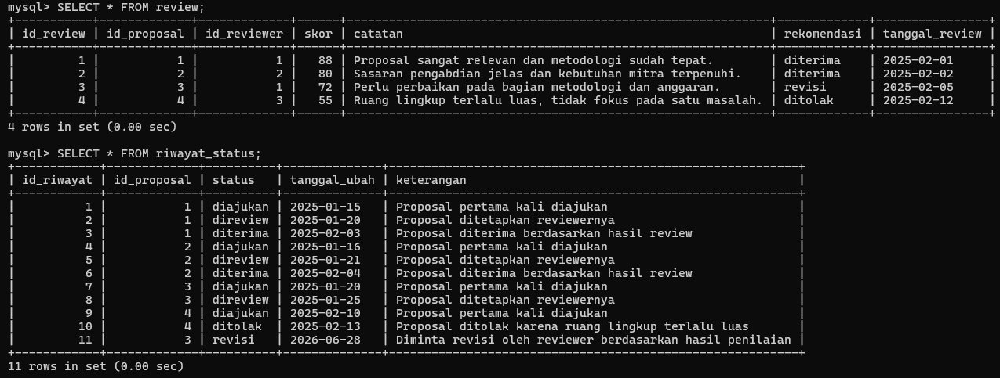 mysql> SELECT * FROM review;
+-----------+-------------+-------------+------+----------------------------------------------------------+-------------+----------------+
| id_review | id_proposal | id_reviewer | skor | catatan                                                  | rekomendasi | tanggal_review |
+-----------+-------------+-------------+------+----------------------------------------------------------+-------------+----------------+
|         1 |           1 |           1 |   88 | Proposal sangat relevan dan metodologi sudah tepat.      | diterima    | 2025-02-01     |
|         2 |           2 |           2 |   80 | Sasaran pengabdian jelas dan kebutuhan mitra terpenuhi.  | diterima    | 2025-02-02     |
|         3 |           3 |           1 |   72 | Perlu perbaikan pada bagian metodologi dan anggaran.     | revisi      | 2025-02-05     |
|         4 |           4 |           3 |   55 | Ruang lingkup terlalu luas, tidak fokus pada satu masalah. | ditolak     | 2025-02-12     |
+-----------+-------------+-------------+------+----------------------------------------------------------+-------------+----------------+
4 rows in set (0.00 sec)

mysql> SELECT * FROM riwayat_status;
+------------+-------------+----------+--------------+---------------------------------------------------------+
| id_riwayat | id_proposal | status   | tanggal_ubah | keterangan                                              |
+------------+-------------+----------+--------------+---------------------------------------------------------+
|          1 |           1 | diajukan | 2025-01-15   | Proposal pertama kali diajukan                          |
|          2 |           1 | direview | 2025-01-20   | Proposal ditetapkan reviewernya                         |
|          3 |           1 | diterima | 2025-02-03   | Proposal diterima berdasarkan hasil review              |
|          4 |           2 | diajukan | 2025-01-16   | Proposal pertama kali diajukan                          |
|          5 |           2 | direview | 2025-01-21   | Proposal ditetapkan reviewernya                         |
|          6 |           2 | diterima | 2025-02-04   | Proposal diterima berdasarkan hasil review              |
|          7 |           3 | diajukan | 2025-01-20   | Proposal pertama kali diajukan                          |
|          8 |           3 | direview | 2025-01-25   | Proposal ditetapkan reviewernya                         |
|          9 |           4 | diajukan | 2025-02-10   | Proposal pertama kali diajukan                          |
|         10 |           4 | ditolak  | 2025-02-13   | Proposal ditolak karena ruang lingkup terlalu luas      |
|         11 |           3 | revisi   | 2026-06-28   | Diminta revisi oleh reviewer berdasarkan hasil penilaian |
+------------+-------------+----------+--------------+---------------------------------------------------------+
11 rows in set (0.00 sec)